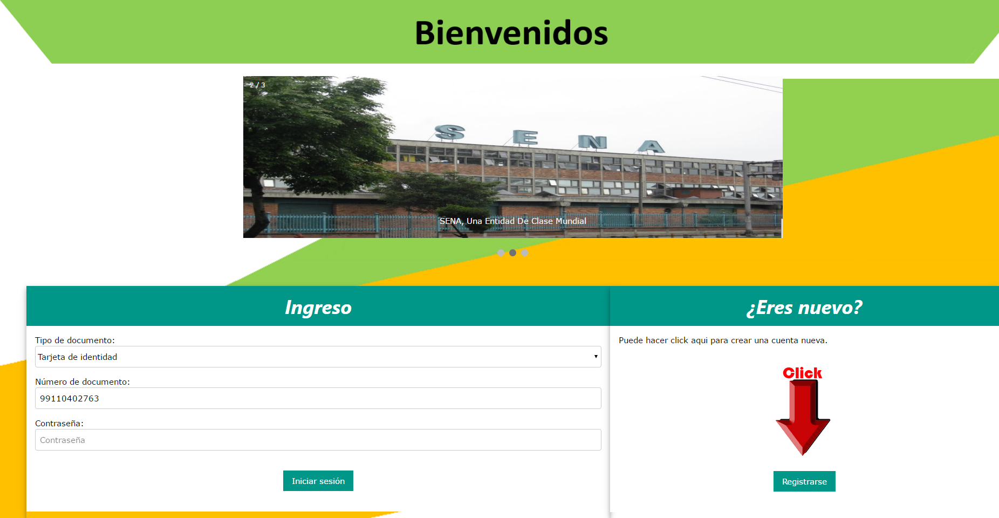 Bienvenidos
2 / 3
SENA
SENA, Una Entidad De Clase Mundial
Ingreso
Tipo de documento:
Tarjeta de identidad
Número de documento:
99110402763
Contraseña:
Contraseña
Iniciar sesión
¿Eres nuevo?
Puede hacer click aqui para crear una cuenta nueva.
Click
Registrarse